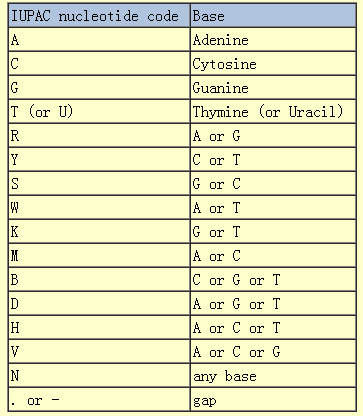 IUPAC nucleotide code Base
A Adenine
C Cytosine
G Guanine
T (or U) Thymine (or Uracil)
R A or G
Y C or T
S G or C
W A or T
K G or T
M A or C
B C or G or T
D A or G or T
H A or C or T
V A or C or G
N any base
. or - gap